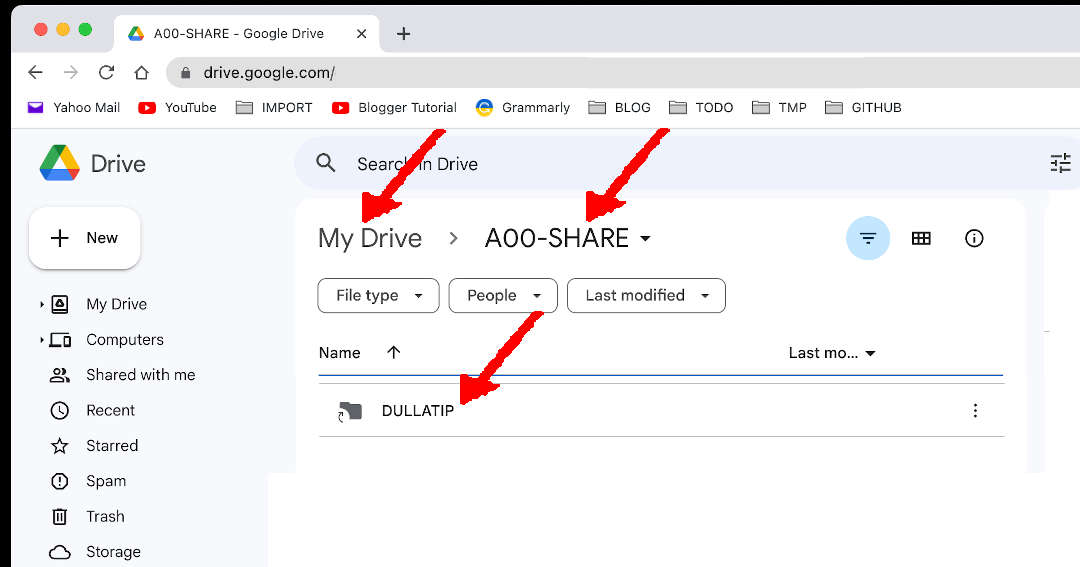 A00-SHARE - Google Drive
drive.google.com/
Yahoo Mail YouTube IMPORT Blogger Tutorial Grammarly BLOG TODO TMP GITHUB
Drive
Search in Drive
New
My Drive > A00-SHARE
File type People Last modified
Name Last mo...
DULLATIP
My Drive
Computers
Shared with me
Recent
Starred
Spam
Trash
Storage